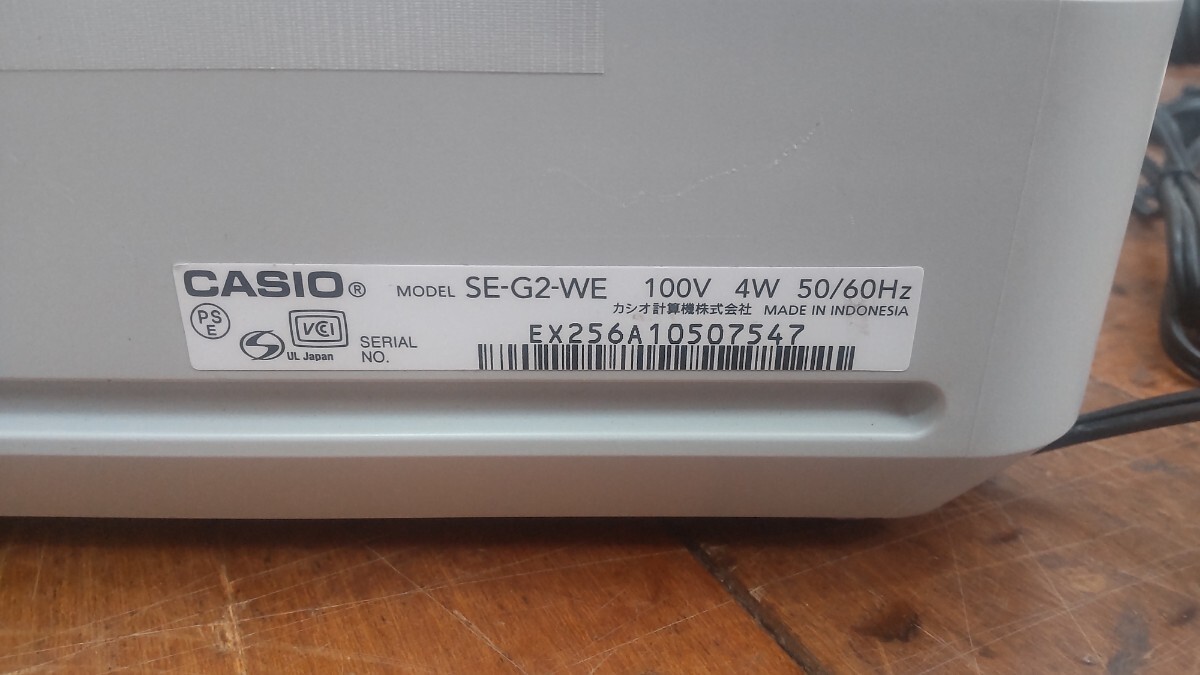 CASIO® MODEL SE-G2-WE 100V 4W 50/60Hz
カシオ計算機株式会社 MADE IN INDONESIA
PS
E
VCI
UL Japan
SERIAL
NO.
EX256A10507547